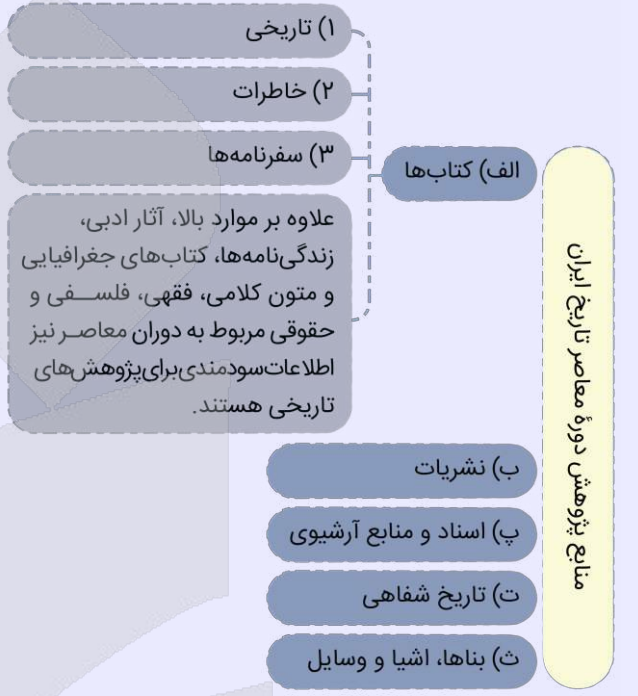 منابع پژوهش دورهٔ معاصر تاریخ ایران
الف) کتاب‌ها
۱) تاریخی
۲) خاطرات
۳) سفرنامه‌ها
علاوه بر موارد بالا، آثار ادبی،
زندگی‌نامه‌ها، کتاب‌های جغرافیایی
و متون کلامی، فقهی، فلســفی و
حقوقی مربوط به دوران معاصـر نیز
اطلاعات‌سودمندی‌برای‌پژوهش‌های
تاریخی هستند.
ب) نشریات
پ) اسناد و منابع آرشیوی
ت) تاریخ شفاهی
ث) بناها، اشیا و وسایل